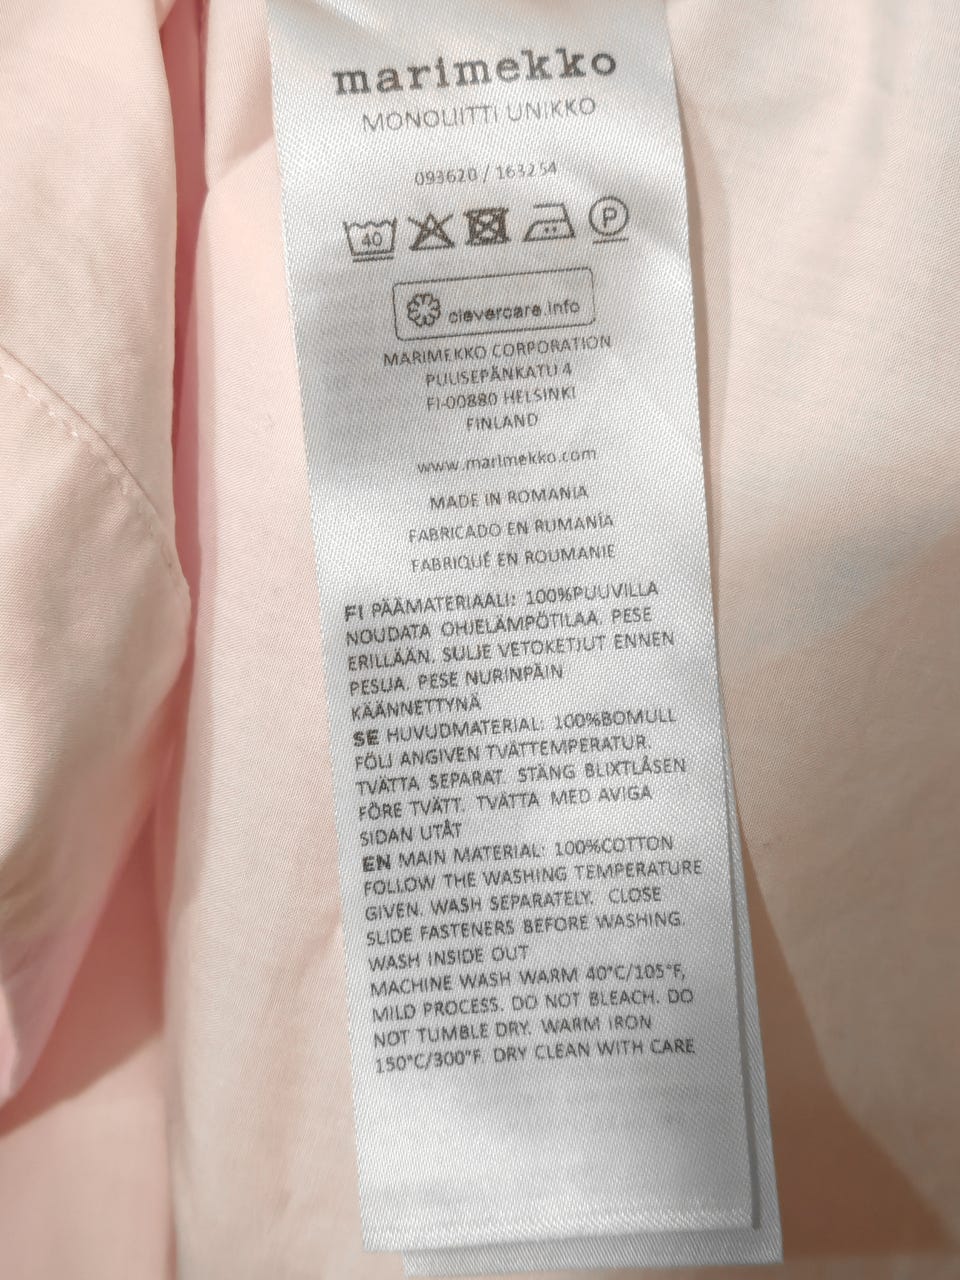 marimekko
MONOLIITTI UNIKKO
093620 / 163254
40 P
clevercare.info
MARIMEKKO CORPORATION
PUUSEPÄNKATU 4
FI-00880 HELSINKI
FINLAND
www.marimekko.com
MADE IN ROMANIA
FABRICADO EN RUMANÍA
FABRIQUÉ EN ROUMANIE
FI PÄÄMATERIAALI: 100%PUUVILLA
NOUDATA OHJELÄMPÖTILAA. PESE
ERILLÄÄN. SULJE VETOKETJUT ENNEN
PESUA. PESE NURINPÄIN
KÄÄNNETTYNÄ
SE HUVUDMATERIAL: 100%BOMULL
FÖLJ ANGIVEN TVÄTTEMPERATUR.
TVÄTTA SEPARAT. STÄNG BLIXTLÅSEN
FÖRE TVÄTT. TVÄTTA MED AVIGA
SIDAN UTÅT
EN MAIN MATERIAL: 100%COTTON
FOLLOW THE WASHING TEMPERATURE
GIVEN. WASH SEPARATELY. CLOSE
SLIDE FASTENERS BEFORE WASHING.
WASH INSIDE OUT
MACHINE WASH WARM 40°C/105°F,
MILD PROCESS. DO NOT BLEACH. DO
NOT TUMBLE DRY. WARM IRON
150°C/300°F. DRY CLEAN WITH CARE